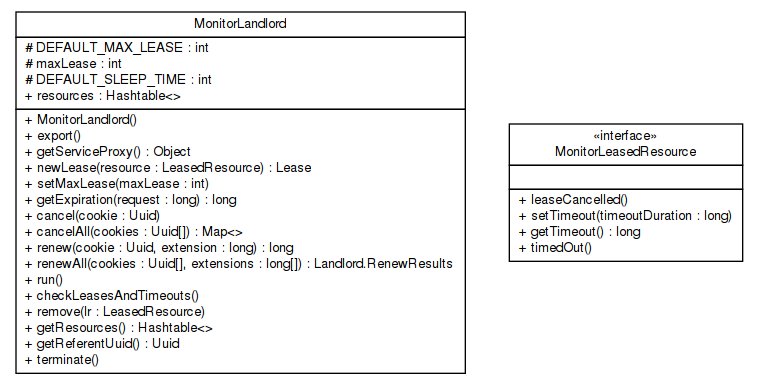 MonitorLandlord
# DEFAULT_MAX_LEASE : int
# maxLease : int
# DEFAULT_SLEEP_TIME : int
+ resources : Hashtable<>
+ MonitorLandlord()
+ export()
+ getServiceProxy() : Object
+ newLease(resource : LeasedResource) : Lease
+ setMaxLease(maxLease : int)
+ getExpiration(request : long) : long
+ cancel(cookie : Uuid)
+ cancelAll(cookies : Uuid[]) : Map<>
+ renew(cookie : Uuid, extension : long) : long
+ renewAll(cookies : Uuid[], extensions : long[]) : Landlord.RenewResults
+ run()
+ checkLeasesAndTimeouts()
+ remove(lr : LeasedResource)
+ getResources() : Hashtable<>
+ getReferentUuid() : Uuid
+ terminate()
«interface»
MonitorLeasedResource
+ leaseCancelled()
+ setTimeout(timeoutDuration : long)
+ getTimeout() : long
+ timedOut()